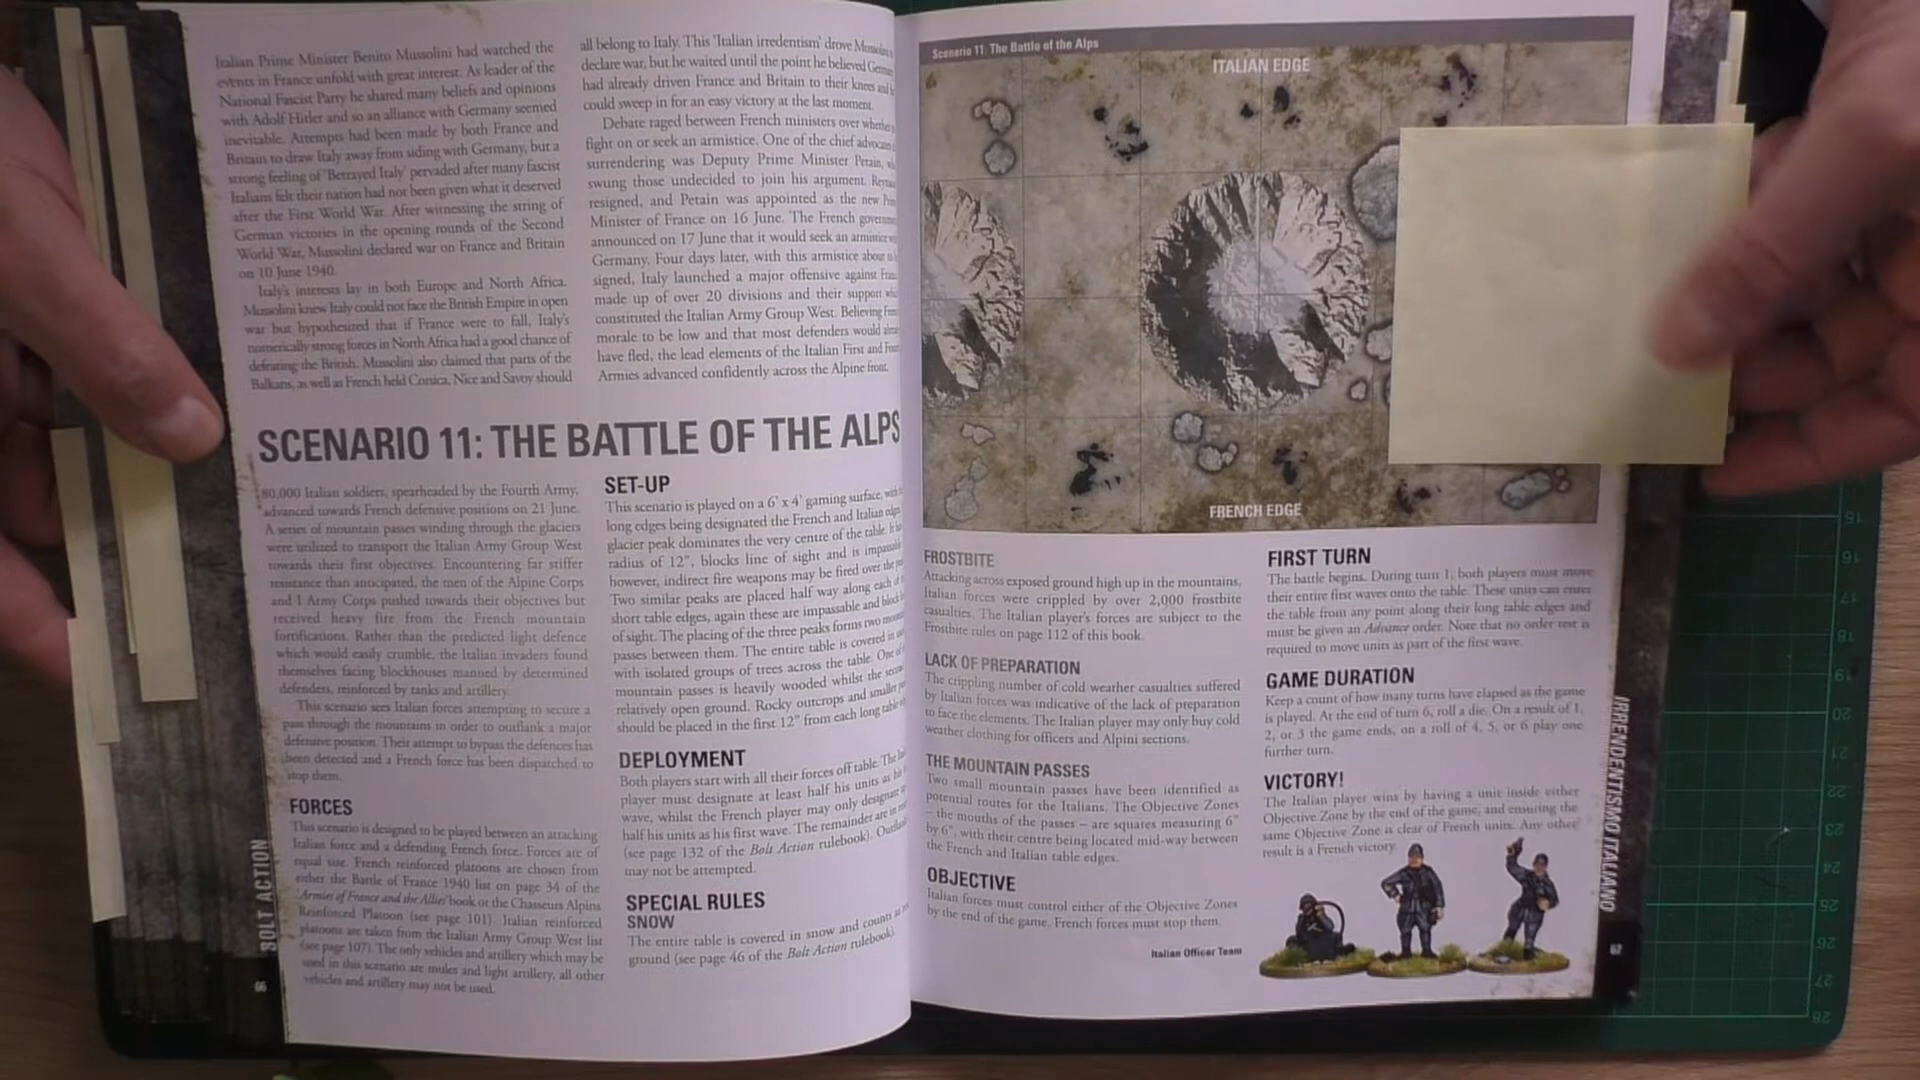 Italian Prime Minister Benito Mussolini had watched the
events in France unfold with great interest. As leader of the
National Fascist Party he shared many beliefs and opinions
with Adolf Hitler and so an alliance with Germany seemed
inevitable. Attempts had been made by both France and
Britain to draw Italy away from siding with Germany, but a
strong feeling of 'Betrayed Italy' pervaded after many fascist
Italians felt their nation had not been given what it deserved
after the First World War. After witnessing the string of
German victories in the opening rounds of the Second
World War, Mussolini declared war on France and Britain
on 10 June 1940.
Italy's interests lay in both Europe and North Africa.
Mussolini knew Italy could not face the British Empire in open
war but hypothesized that if France were to fall, Italy's
numerically strong forces in North Africa had a good chance of
defeating the British. Mussolini also claimed that parts of the
Balkans, as well as French held Corsica, Nice and Savoy should
all belong to Italy. This 'Italian irredentism' drove Mussolini
declare war, but he waited until the point he believed
had already driven France and Britain to their knees and
could sweep in for an easy victory at the last moment.
Debate raged between French ministers over whether
fight on or seek an armistice. One of the chief advocates
surrendering was Deputy Prime Minister Petain,
swung those undecided to join his argument.
resigned, and Petain was appointed as the new
Minister of France on 16 June. The French
announced on 17 June that it would seek an armistice
Germany. Four days later, with this armistice about
signed, Italy launched a major offensive against
made up of over 20 divisions and their support
constituted the Italian Army Group West. Believing
morale to be low and that most defenders would
have fled, the lead elements of the Italian First and
Armies advanced confidently across the Alpine front.
SCENARIO 11: THE BATTLE OF THE ALPS
80,000 Italian soldiers, spearheaded by the Fourth Army,
advanced towards French defensive positions on 21 June.
A series of mountain passes winding through the glaciers
were utilized to transport the Italian Army Group West
towards their first objectives. Encountering far stiffer
resistance than anticipated, the men of the Alpine Corps
and 1 Army Corps pushed towards their objectives but
received heavy fire from the French mountain
fortifications. Rather than the predicted light defence
which would easily crumble, the Italian invaders found
themselves facing blockhouses manned by determined
defenders, reinforced by tanks and artillery.
This scenario sees Italian forces attempting to secure a
pass through the mountains in order to outflank a major
defensive position. Their attempt to bypass the defences has
been detected and a French force has been dispatched to
stop them.
FORCES
This scenario is designed to be played between an attacking
Italian force and a defending French force. Forces are of
equal size. French reinforced platoons are chosen from
either the Battle of France 1940 list on page 34 of the
'Armies of France and the Allies' book or the Chasseurs Alpins
Reinforced Platoon (see page 101). Italian reinforced
platoons are taken from the Italian Army Group West list
(see page 107). The only vehicles and artillery which may be
used in this scenario are mules and light artillery, all other
vehicles and artillery may not be used.
SET-UP
This scenario is played on a 6' x 4' gaming surface, with
long edges being designated the French and Italian edges
glacier peak dominates the very centre of the table. It
radius of 12", blocks line of sight and is impassable
however, indirect fire weapons may be fired over the
Two similar peaks are placed half way along each
short table edges, again these are impassable and block
of sight. The placing of the three peaks forms two
passes between them. The entire table is covered in
with isolated groups of trees across the table. One
mountain passes is heavily wooded whilst the
relatively open ground. Rocky outcrops and smaller
should be placed in the first 12" from each long table
DEPLOYMENT
Both players start with all their forces off table. The
player must designate at least half his units as his
wave, whilst the French player may only designate
half his units as his first wave. The remainder are in
(see page 132 of the Bolt Action rulebook).
may not be attempted.
SPECIAL RULES
SNOW
The entire table is covered in snow and counts as
ground (see page 46 of the Bolt Action rulebook).
BOLT ACTION
66
Scenario 11: The Battle of the Alps
ITALIAN EDGE
FRENCH EDGE
FROSTBITE
Attacking across exposed ground high up in the mountains,
Italian forces were crippled by over 2,000 frostbite
casualties. The Italian player's forces are subject to the
Frostbite rules on page 112 of this book.
LACK OF PREPARATION
The crippling number of cold weather casualties suffered
by Italian forces was indicative of the lack of preparation
to face the elements. The Italian player may only buy cold
weather clothing for officers and Alpini sections.
THE MOUNTAIN PASSES
Two small mountain passes have been identified as
potential routes for the Italians. The Objective Zones
– the mouths of the passes – are squares measuring 6"
by 6", with their centre being located mid-way between
the French and Italian table edges.
OBJECTIVE
Italian forces must control either of the Objective Zones
by the end of the game. French forces must stop them.
Italian Officer Team
FIRST TURN
The battle begins. During turn 1, both players must move
their entire first waves onto the table. These units can enter
the table from any point along their long table edges and
must be given an Advance order. Note that no order test is
required to move units as part of the first wave.
GAME DURATION
Keep a count of how many turns have elapsed as the game
is played. At the end of turn 6, roll a die. On a result of 1,
2, or 3 the game ends, on a roll of 4, 5, or 6 play one
further turn.
VICTORY!
The Italian player wins by having a unit inside either
Objective Zone by the end of the game, and ensuring the
same Objective Zone is clear of French units. Any other
result is a French victory.
IRREDENTISMO ITALIANO
67
15
16
17
18
19
20
21
22
23
24
25
26
27
28